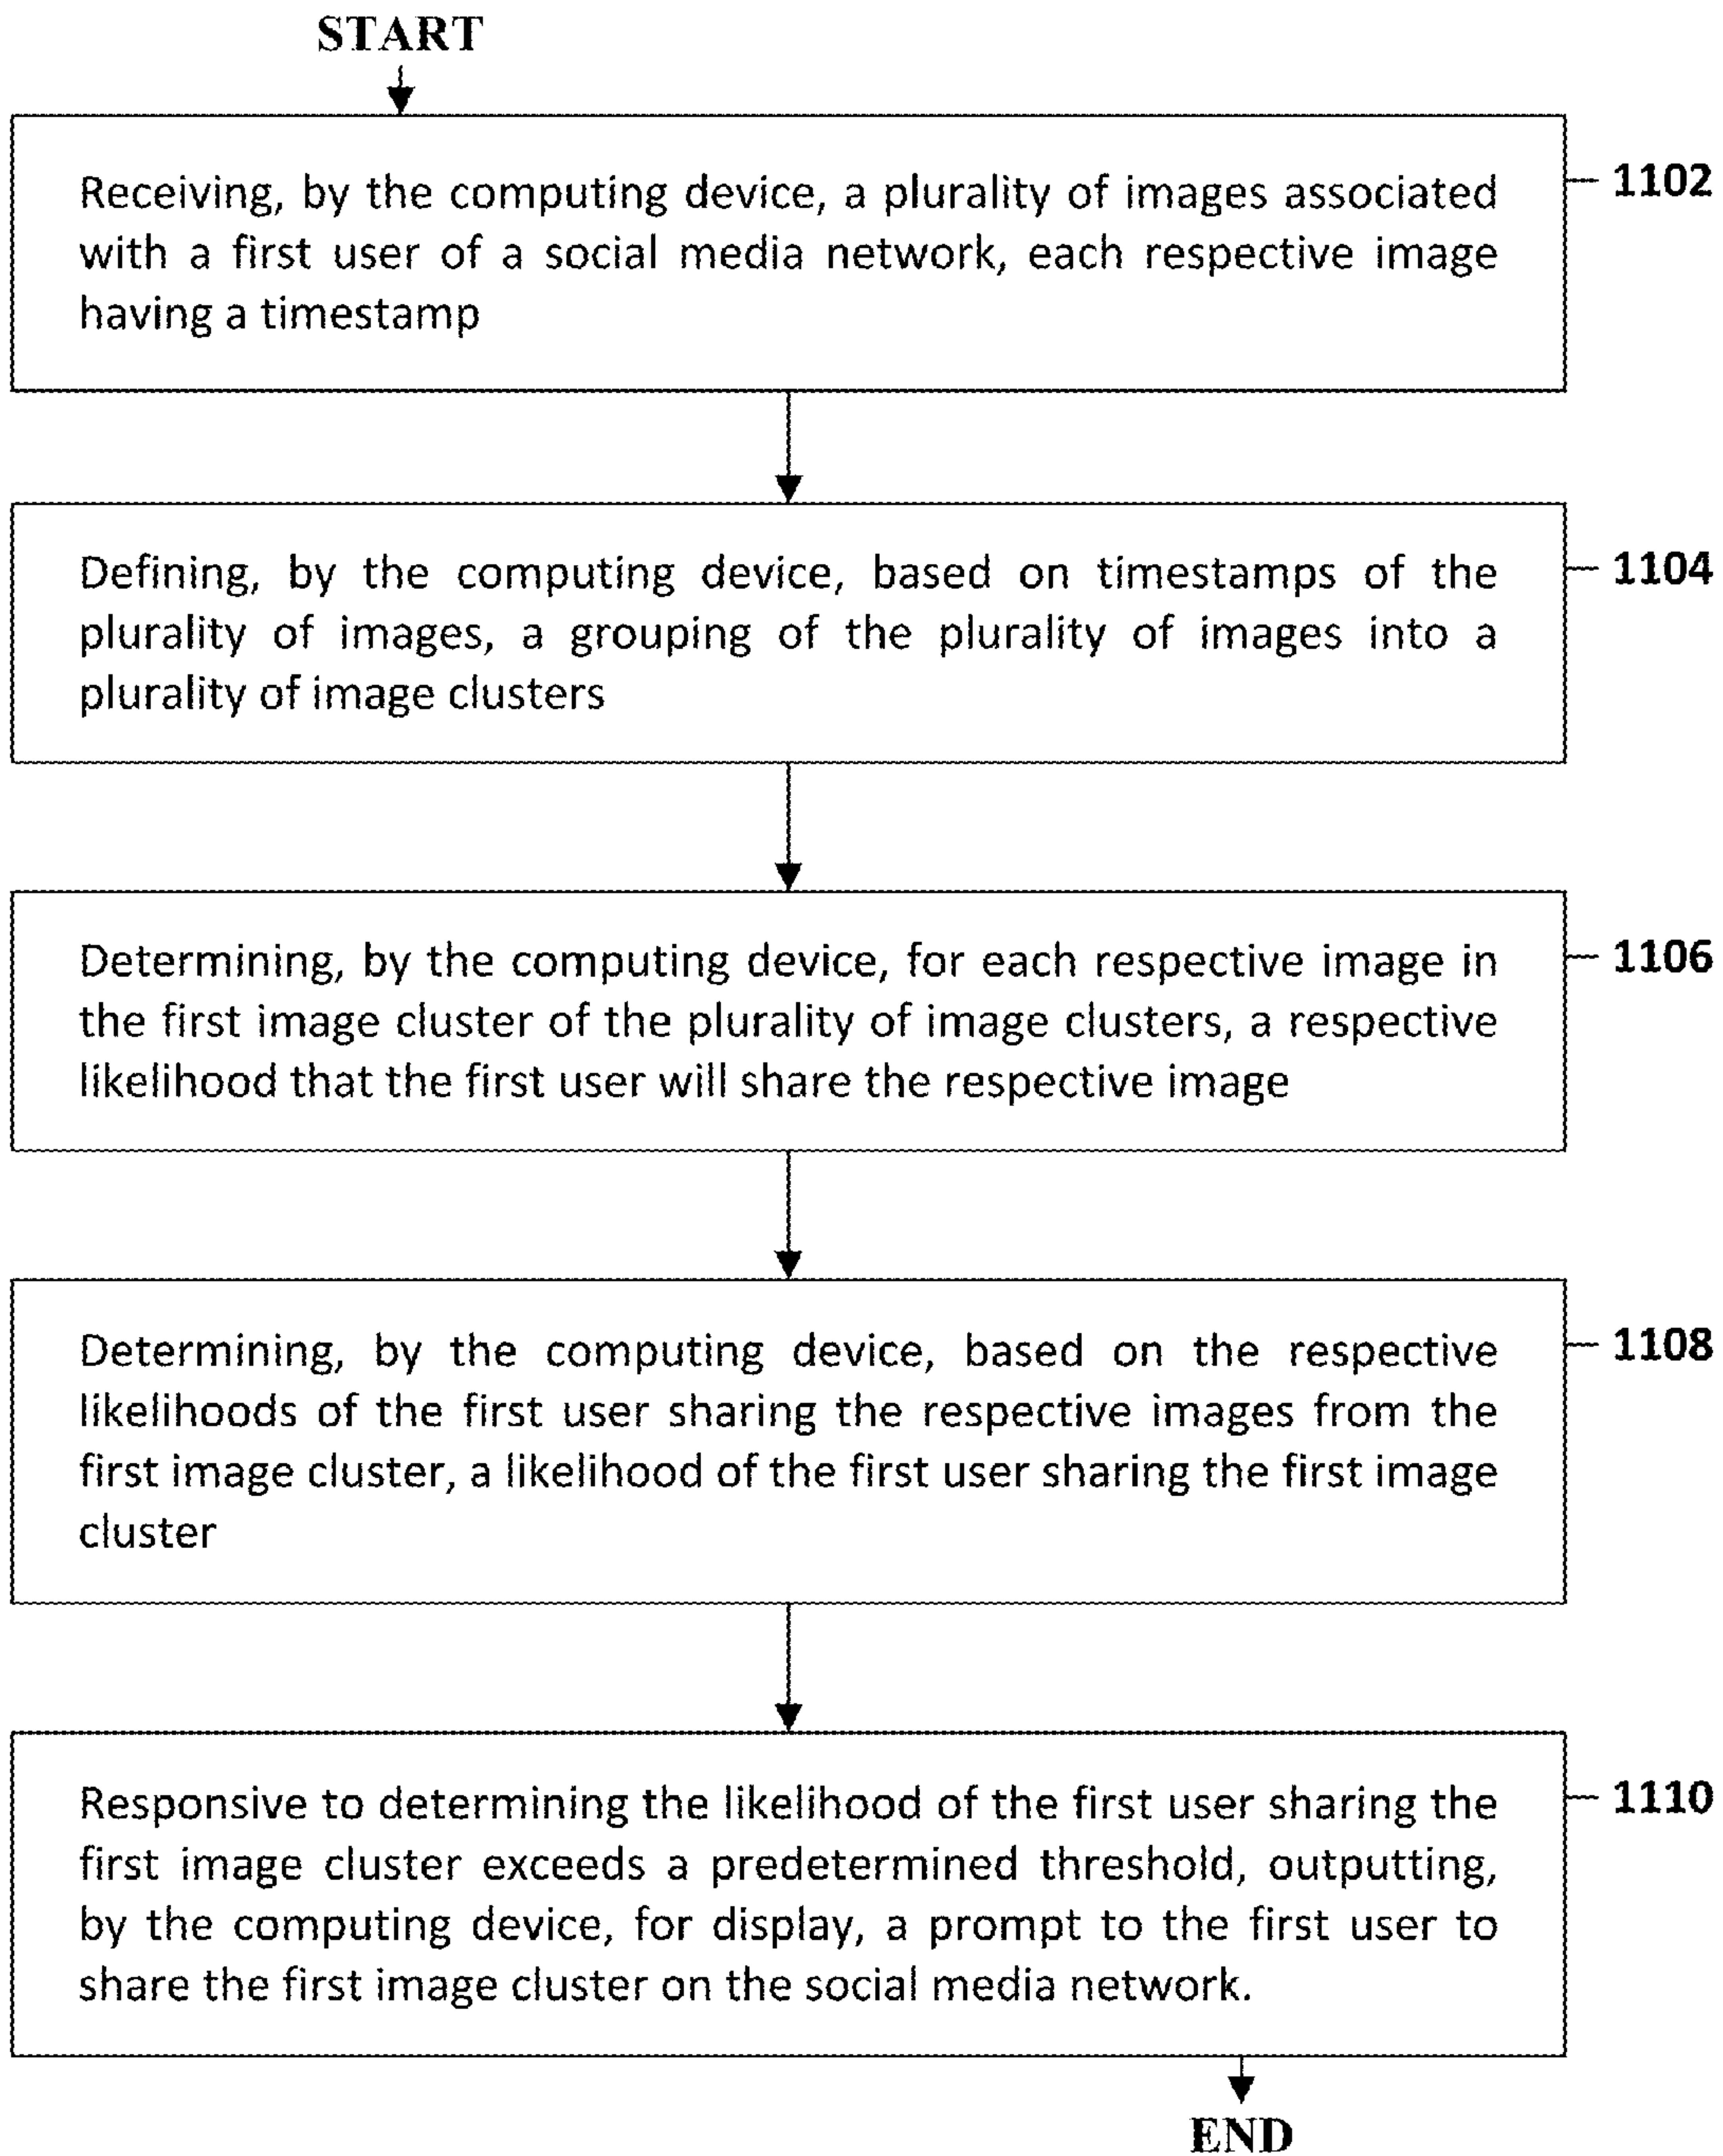 START
Receiving, by the computing device, a plurality of images associated
with a first user of a social media network, each respective image
having a timestamp
1102
Defining, by the computing device, based on timestamps of the
plurality of images, a grouping of the plurality of images into a
plurality of image clusters
1104
Determining, by the computing device, for each respective image in
the first image cluster of the plurality of image clusters, a respective
likelihood that the first user will share the respective image
1106
Determining, by the computing device, based on the respective
likelihoods of the first user sharing the respective images from the
first image cluster, a likelihood of the first user sharing the first image
cluster
1108
Responsive to determining the likelihood of the first user sharing the
first image cluster exceeds a predetermined threshold, outputting,
by the computing device, for display, a prompt to the first user to
share the first image cluster on the social media network.
1110
END